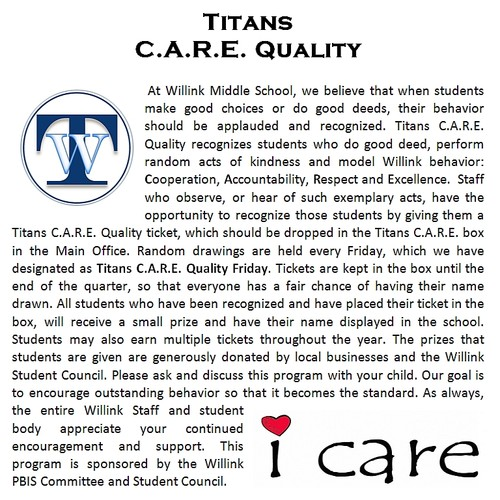 Titans
C.A.R.E. Quality
At Willink Middle School, we believe that when students
make good choices or do good deeds, their behavior
should be applauded and recognized. Titans C.A.R.E.
Quality recognizes students who do good deed, perform
random acts of kindness and model Willink behavior:
Cooperation, Accountability, Respect and Excellence. Staff
who observe, or hear of such exemplary acts, have the
opportunity to recognize those students by giving them a
TW
Titans C.A.R.E. Quality ticket, which should be dropped in the Titans C.A.R.E. box
in the Main Office. Random drawings are held every Friday, which we have
designated as Titans C.A.R.E. Quality Friday. Tickets are kept in the box until the
end of the quarter, so that everyone has a fair chance of having their name
drawn. All students who have been recognized and have placed their ticket in the
box, will receive a small prize and have their name displayed in the school.
Students may also earn multiple tickets throughout the year. The prizes that
students are given are generously donated by local businesses and the Willink
Student Council. Please ask and discuss this program with your child. Our goal is
to encourage outstanding behavior so that it becomes the standard. As always,
the entire Willink Staff and student
body appreciate your continued
encouragement and support. This
program is sponsored by the Willink
PBIS Committee and Student Council.
i care